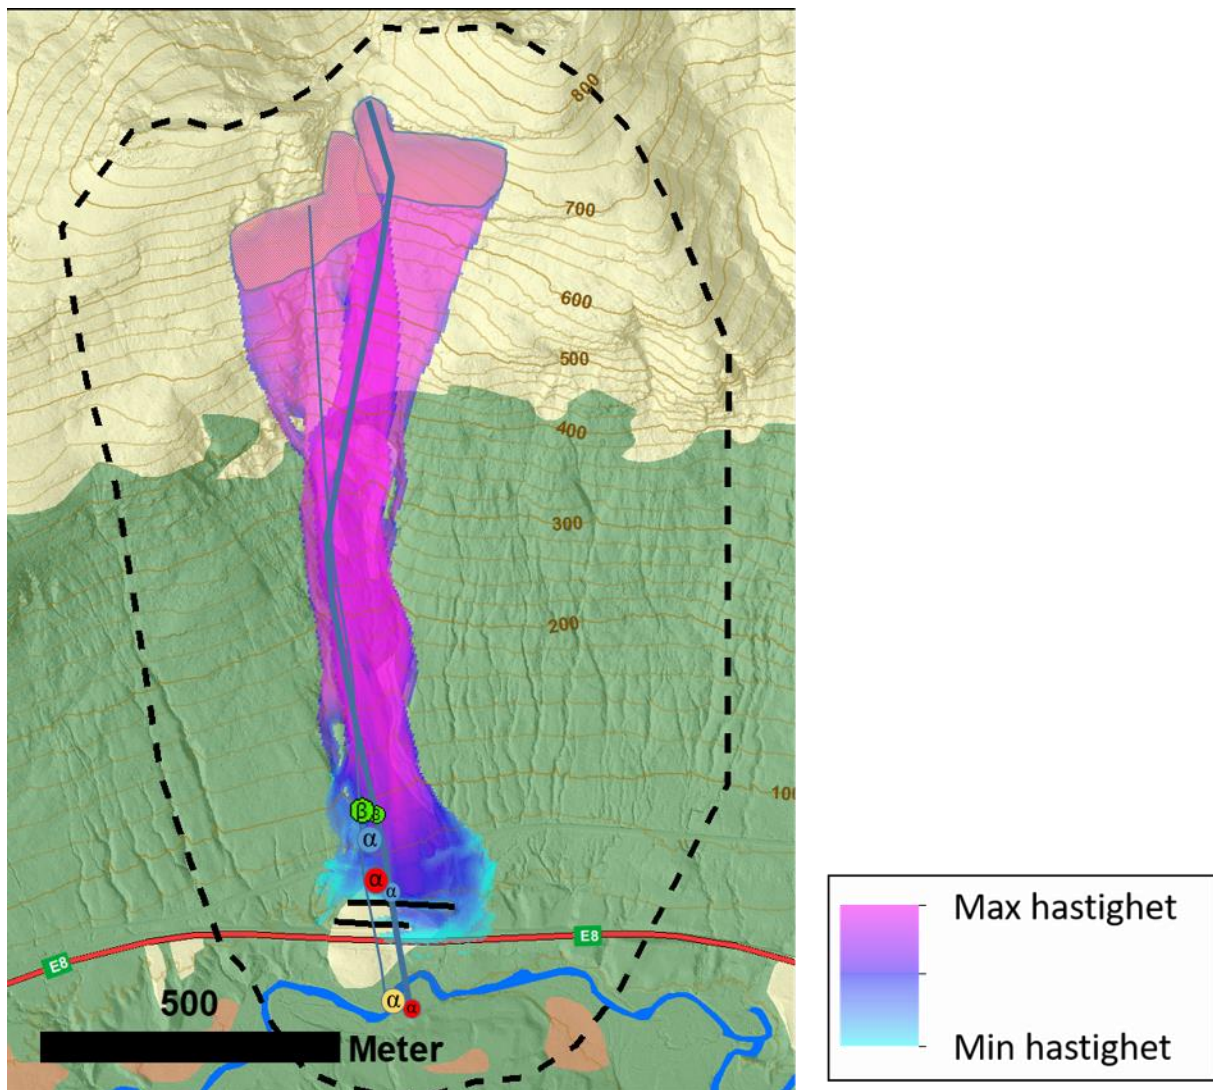 800
700
600
500
400
300
200
100
β β
α
α
α
E8
E8
α α
500
Meter
Max hastighet
Min hastighet